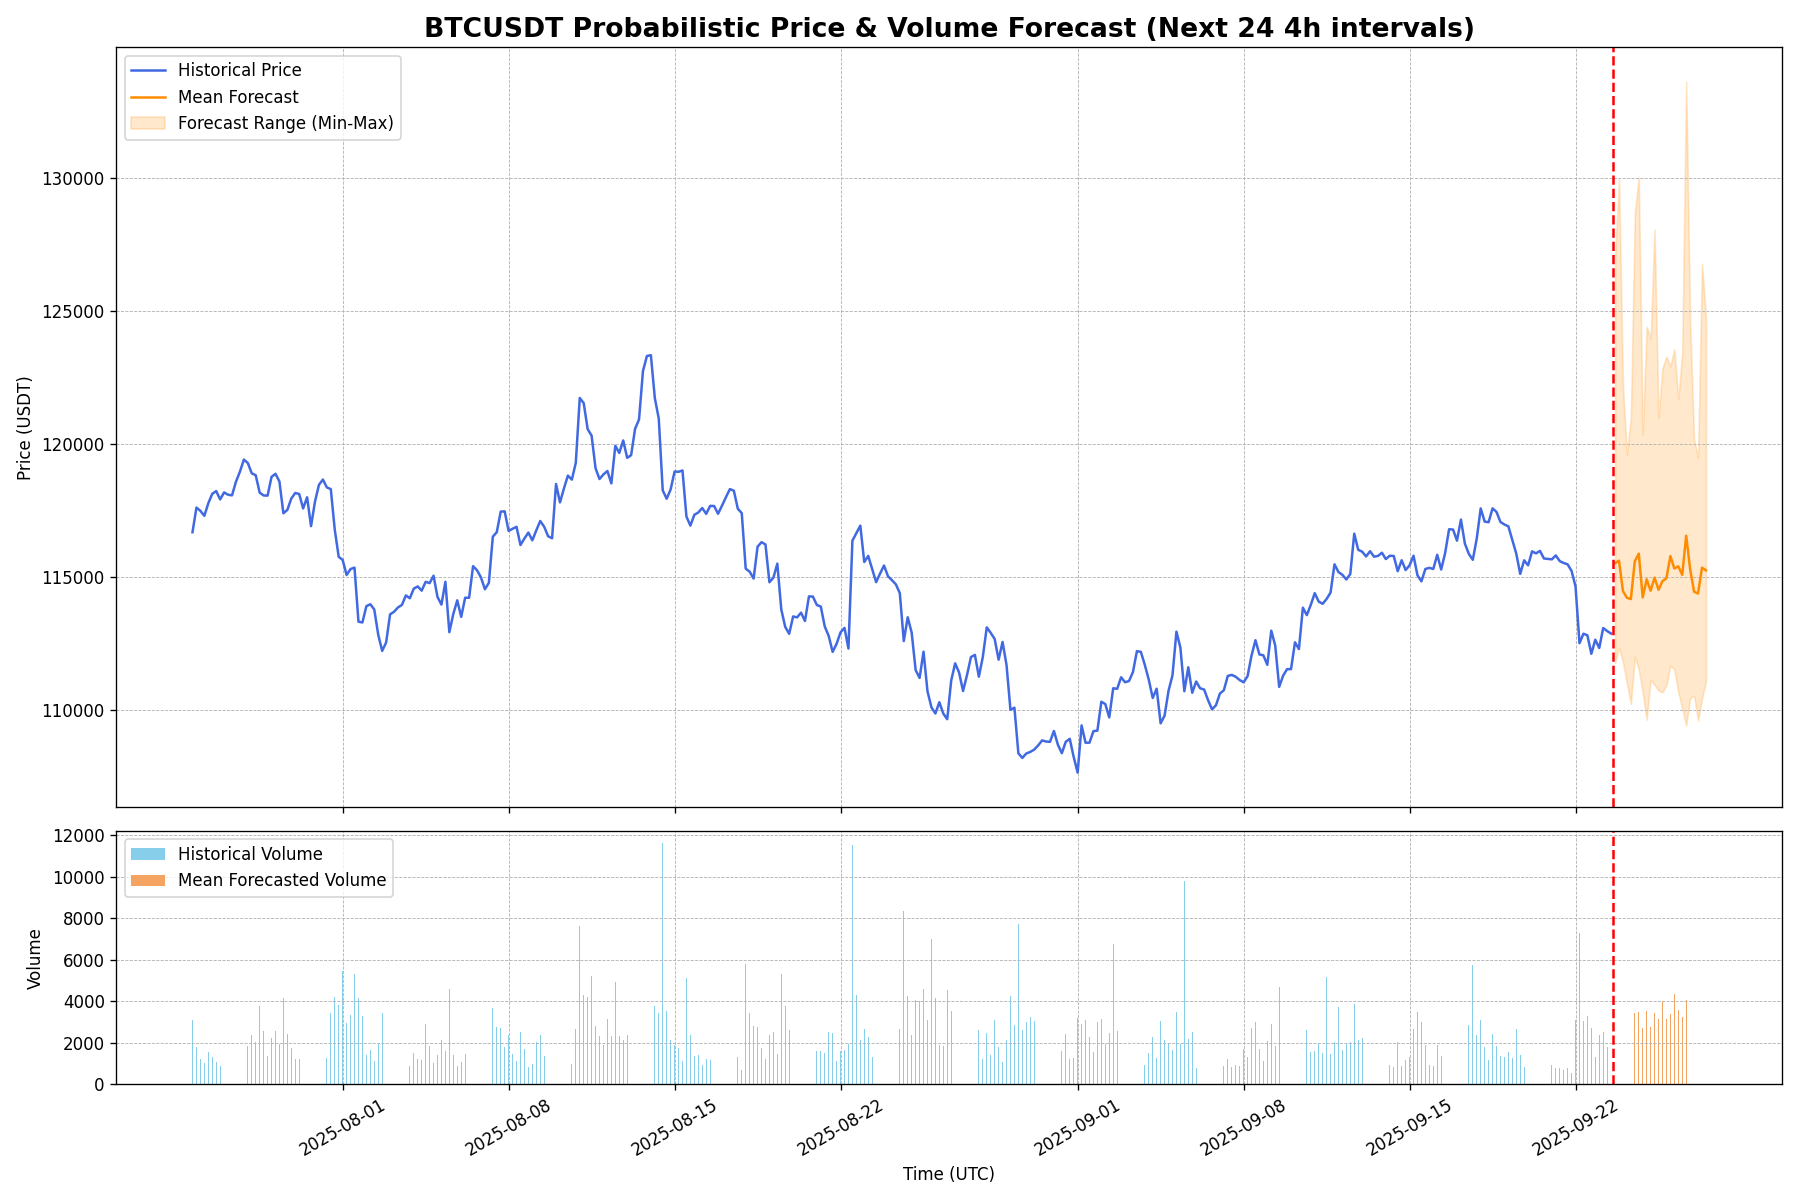 BTCUSDT Probabilistic Price & Volume Forecast (Next 24 4h intervals)
Historical Price
Mean Forecast
Forecast Range (Min-Max)
Price (USDT)
130000
125000
120000
115000
110000
Historical Volume
Mean Forecasted Volume
Volume
12000
10000
8000
6000
4000
2000
0
2025-08-01
2025-08-08
2025-08-15
2025-08-22
2025-09-01
2025-09-08
2025-09-15
2025-09-22
Time (UTC)